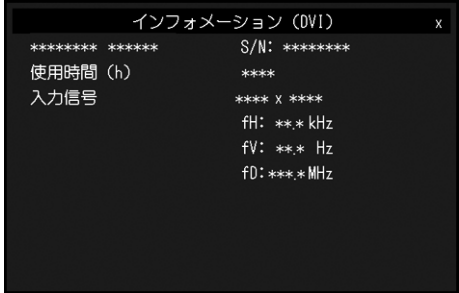 インフォメーション (DVI) x
******** ****** S/N: ********
使用時間 (h) ****
入力信号 **** x ****
fH: **.* kHz
fV: **.* Hz
fD:***.*MHz